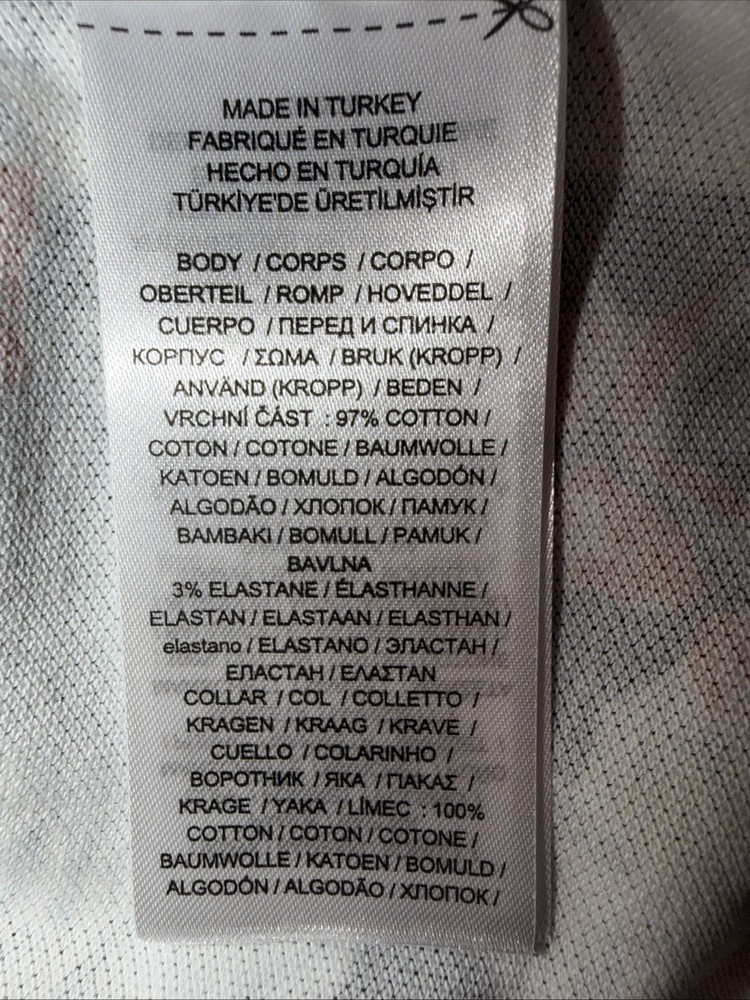 MADE IN TURKEY
FABRIQUÉ EN TURQUIE
HECHO EN TURQUÍA
TÜRKİYE'DE ÜRETİLMİŞTİR
BODY / CORPS / CORPO /
OBERTEIL / ROMP / HOVEDDEL /
CUERPO / ПЕРЕД И СПИНКА /
КОРПУС / ΣΩΜΑ / BRUK (KROPP) /
ANVÄND (KROPP) / BEDEN /
VRCHNÍ ČÁST : 97% COTTON /
COTON / COTONE / BAUMWOLLE /
KATOEN / BOMULD / ALGODÓN /
ALGODÃO / ХЛОПОК / ПАМУК /
BAMBAKI / BOMULL / PAMUK /
BAVLNA
3% ELASTANE / ÉLASTHANNE /
ELASTAN / ELASTAAN / ELASTHAN /
elastano / ELASTANO / ЭЛАСТАН /
ЕЛАСТАН / ΕΛΑΣΤΑΝ
COLLAR / COL / COLLETTO /
KRAGEN / KRAAG / KRAVE /
CUELLO / COLARINHO /
ВОРОТНИК / ЯКА / ΓΙΑΚΑΣ /
KRAGE / YAKA / LÍMEC : 100%
COTTON / COTON / COTONE /
BAUMWOLLE / KATOEN / BOMULD /
ALGODÓN / ALGODÃO / ХЛОПОК /